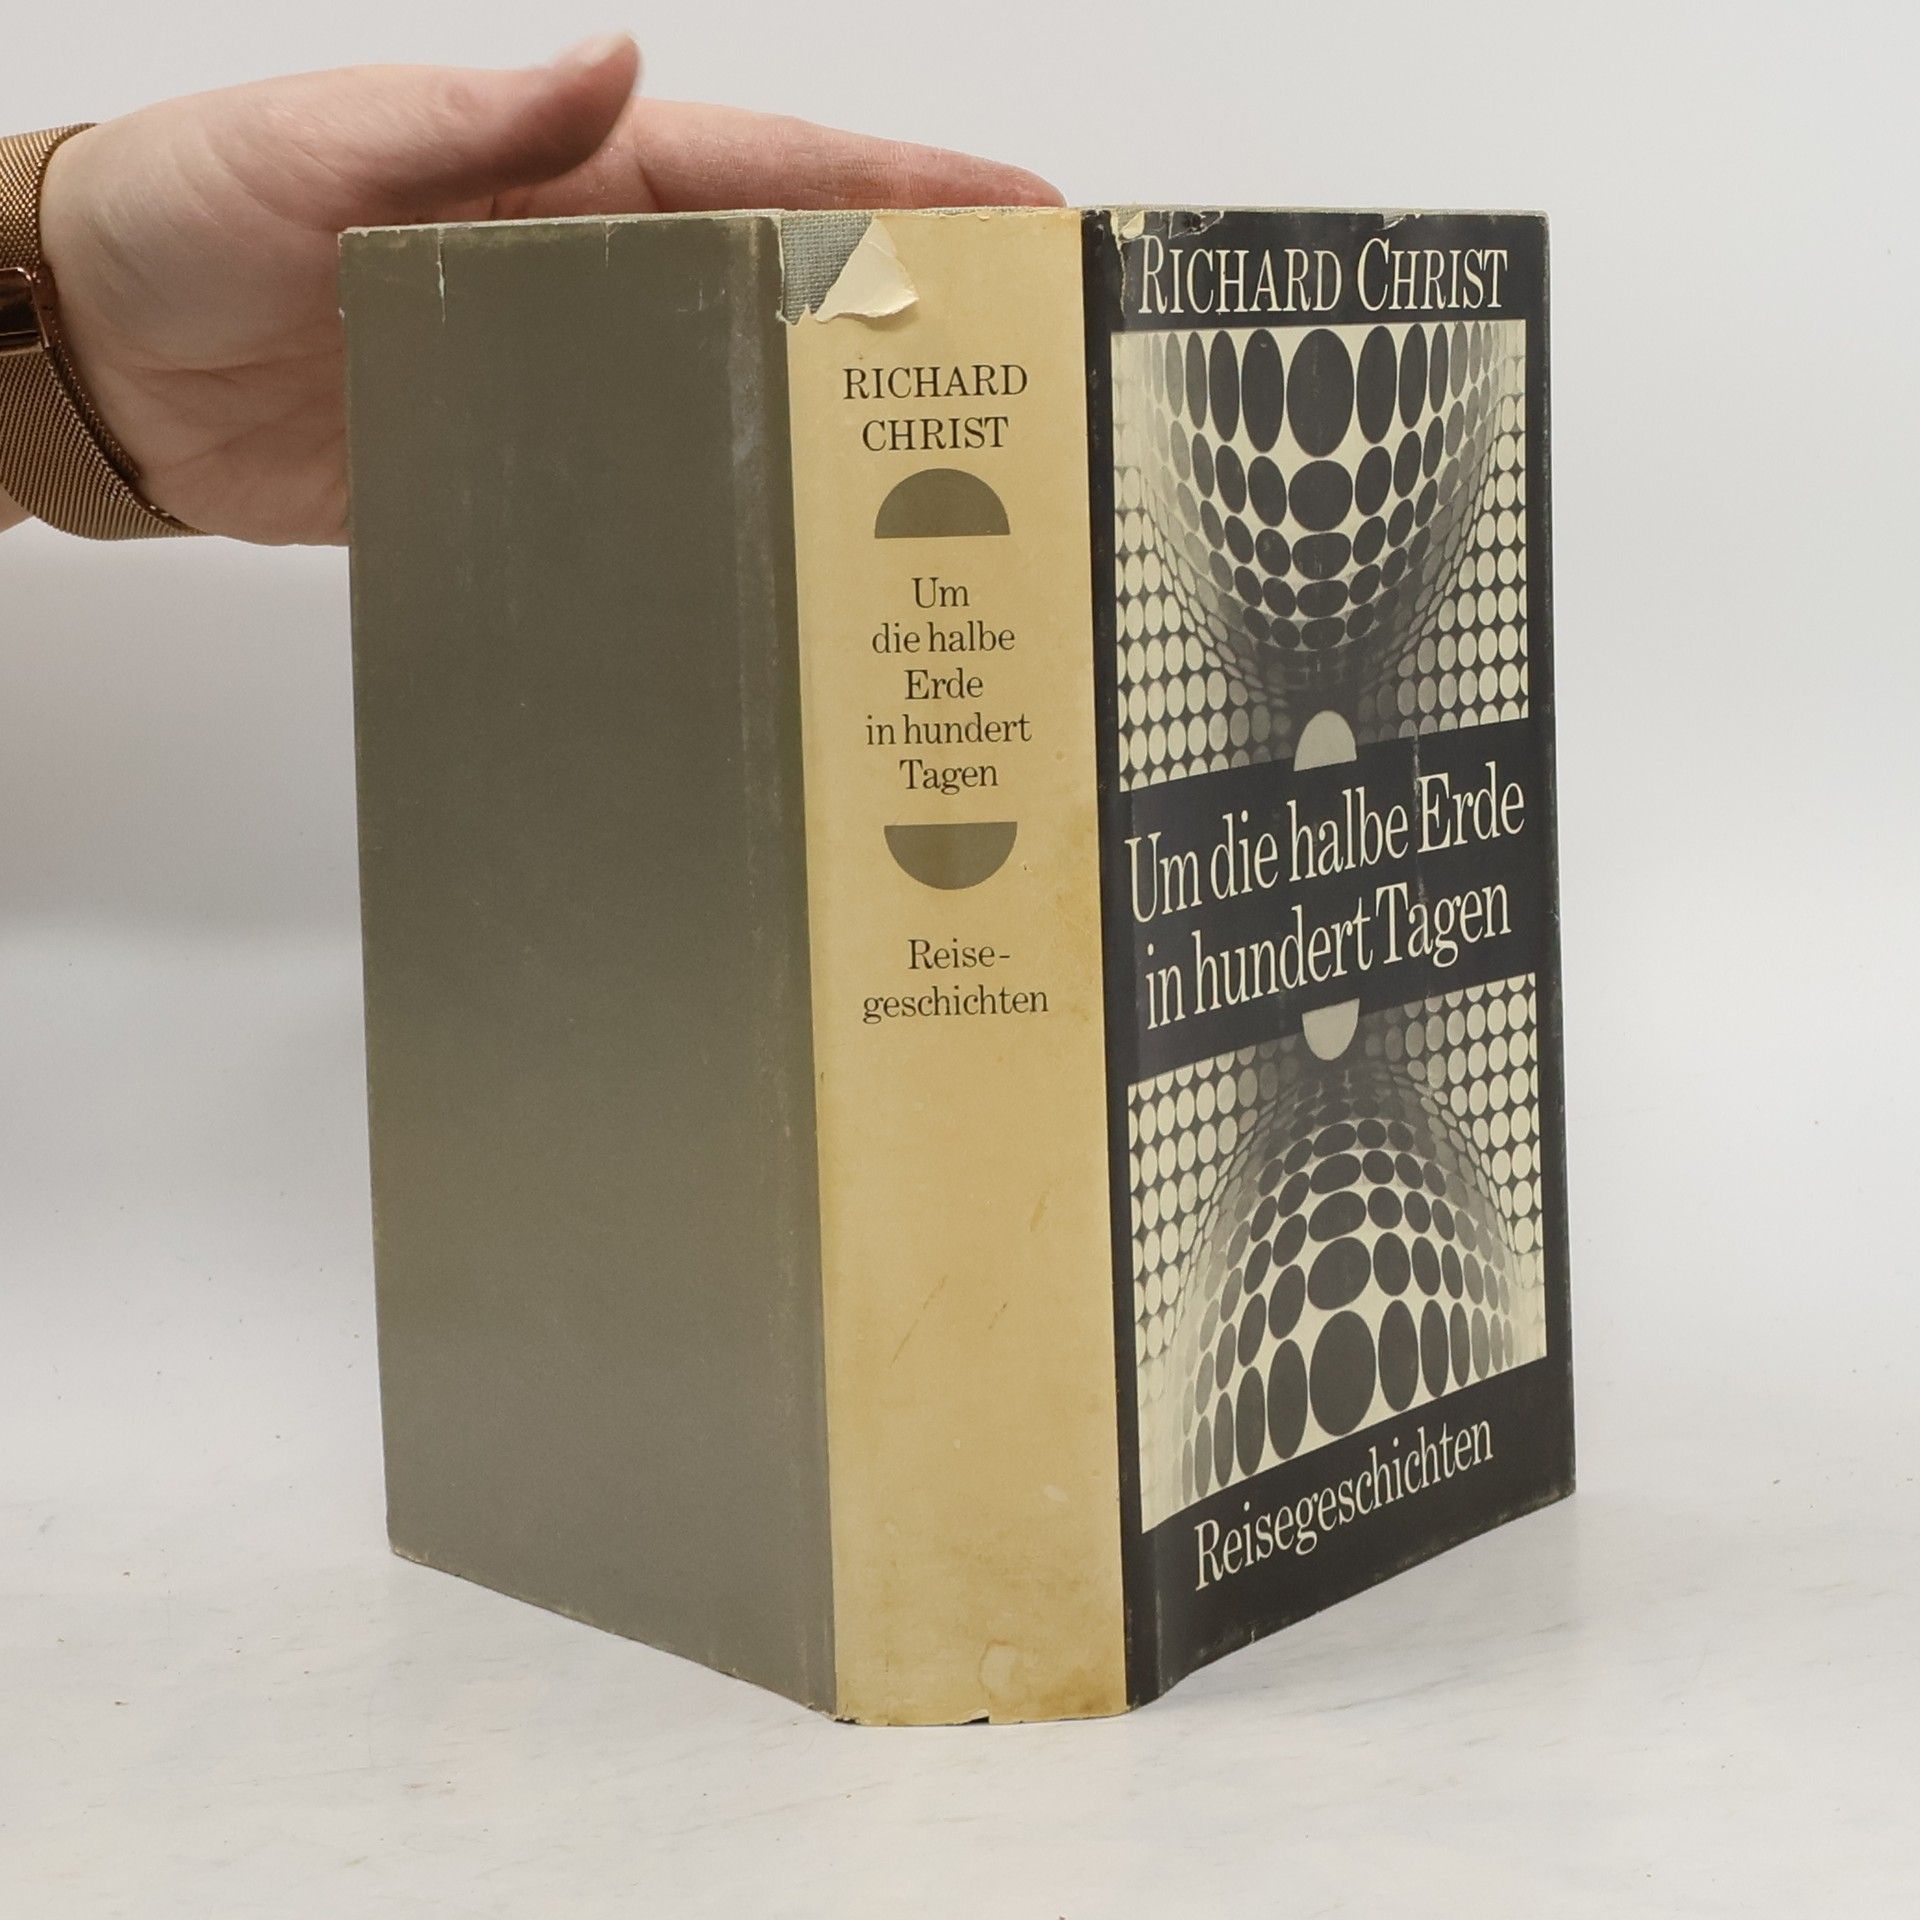 RICHARD
CHRIST
Um
die halbe
Erde
in hundert
Tagen
Reise-
geschichten
RICHARD CHRIST
Um die halbe Erde
in hundert Tagen
Reisegeschichten